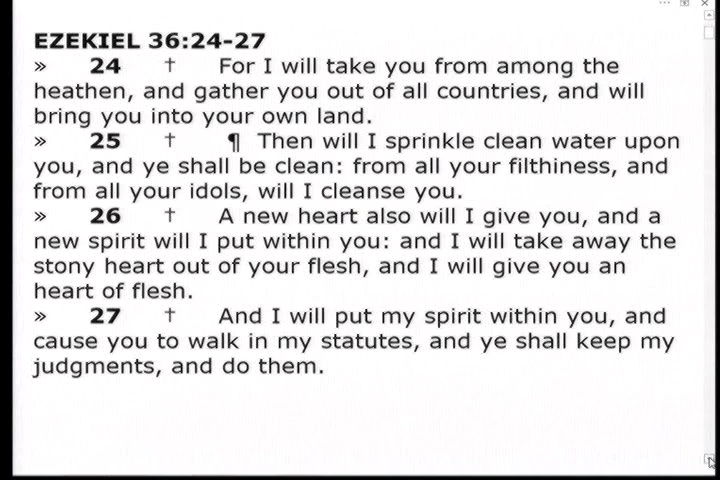 EZEKIEL 36:24-27
» 24 † For I will take you from among the
heathen, and gather you out of all countries, and will
bring you into your own land.
» 25 † ¶ Then will I sprinkle clean water upon
you, and ye shall be clean: from all your filthiness, and
from all your idols, will I cleanse you.
» 26 † A new heart also will I give you, and a
new spirit will I put within you: and I will take away the
stony heart out of your flesh, and I will give you an
heart of flesh.
» 27 † And I will put my spirit within you, and
cause you to walk in my statutes, and ye shall keep my
judgments, and do them.